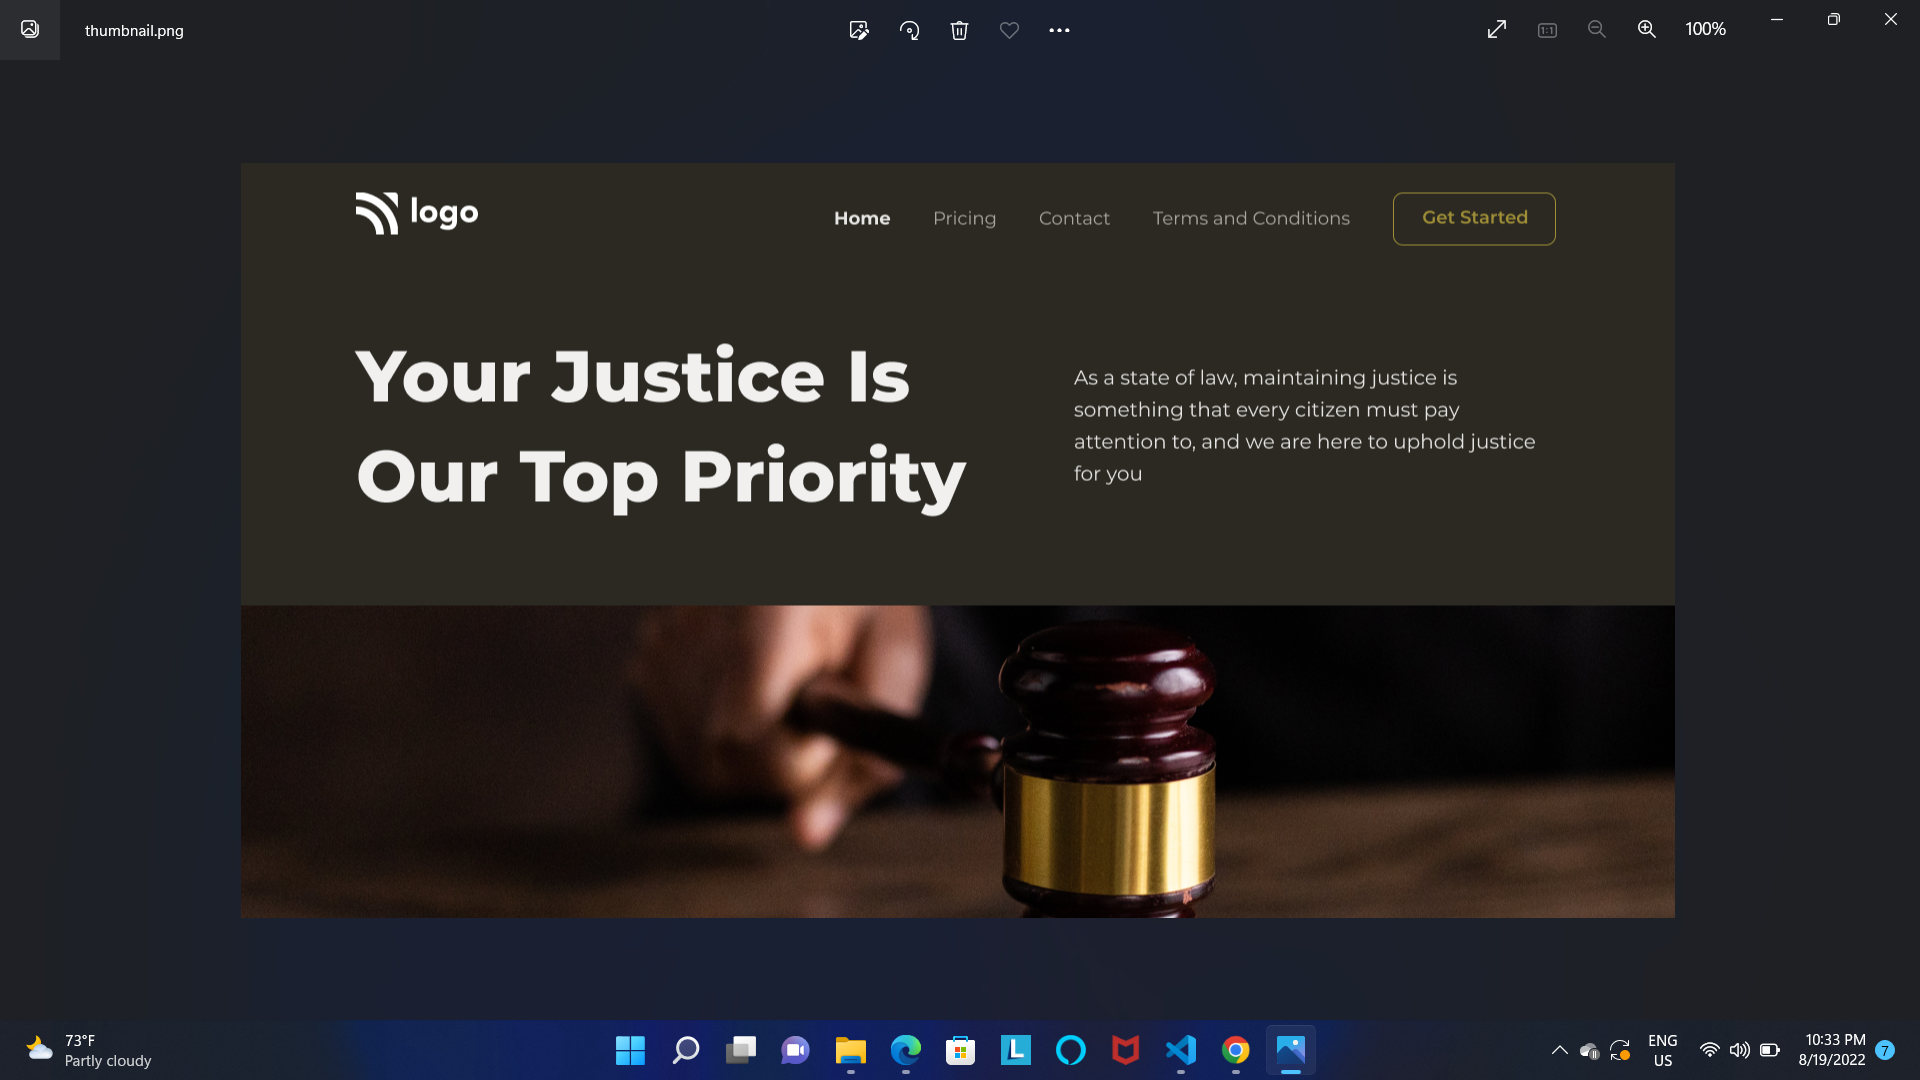 thumbnail.png
1:1
100%
logo
Home Pricing Contact Terms and Conditions Get Started
Your Justice Is
Our Top Priority
As a state of law, maintaining justice is
something that every citizen must pay
attention to, and we are here to uphold justice
for you
73°F
Partly cloudy
L
ENG
US
10:33 PM
8/19/2022
7